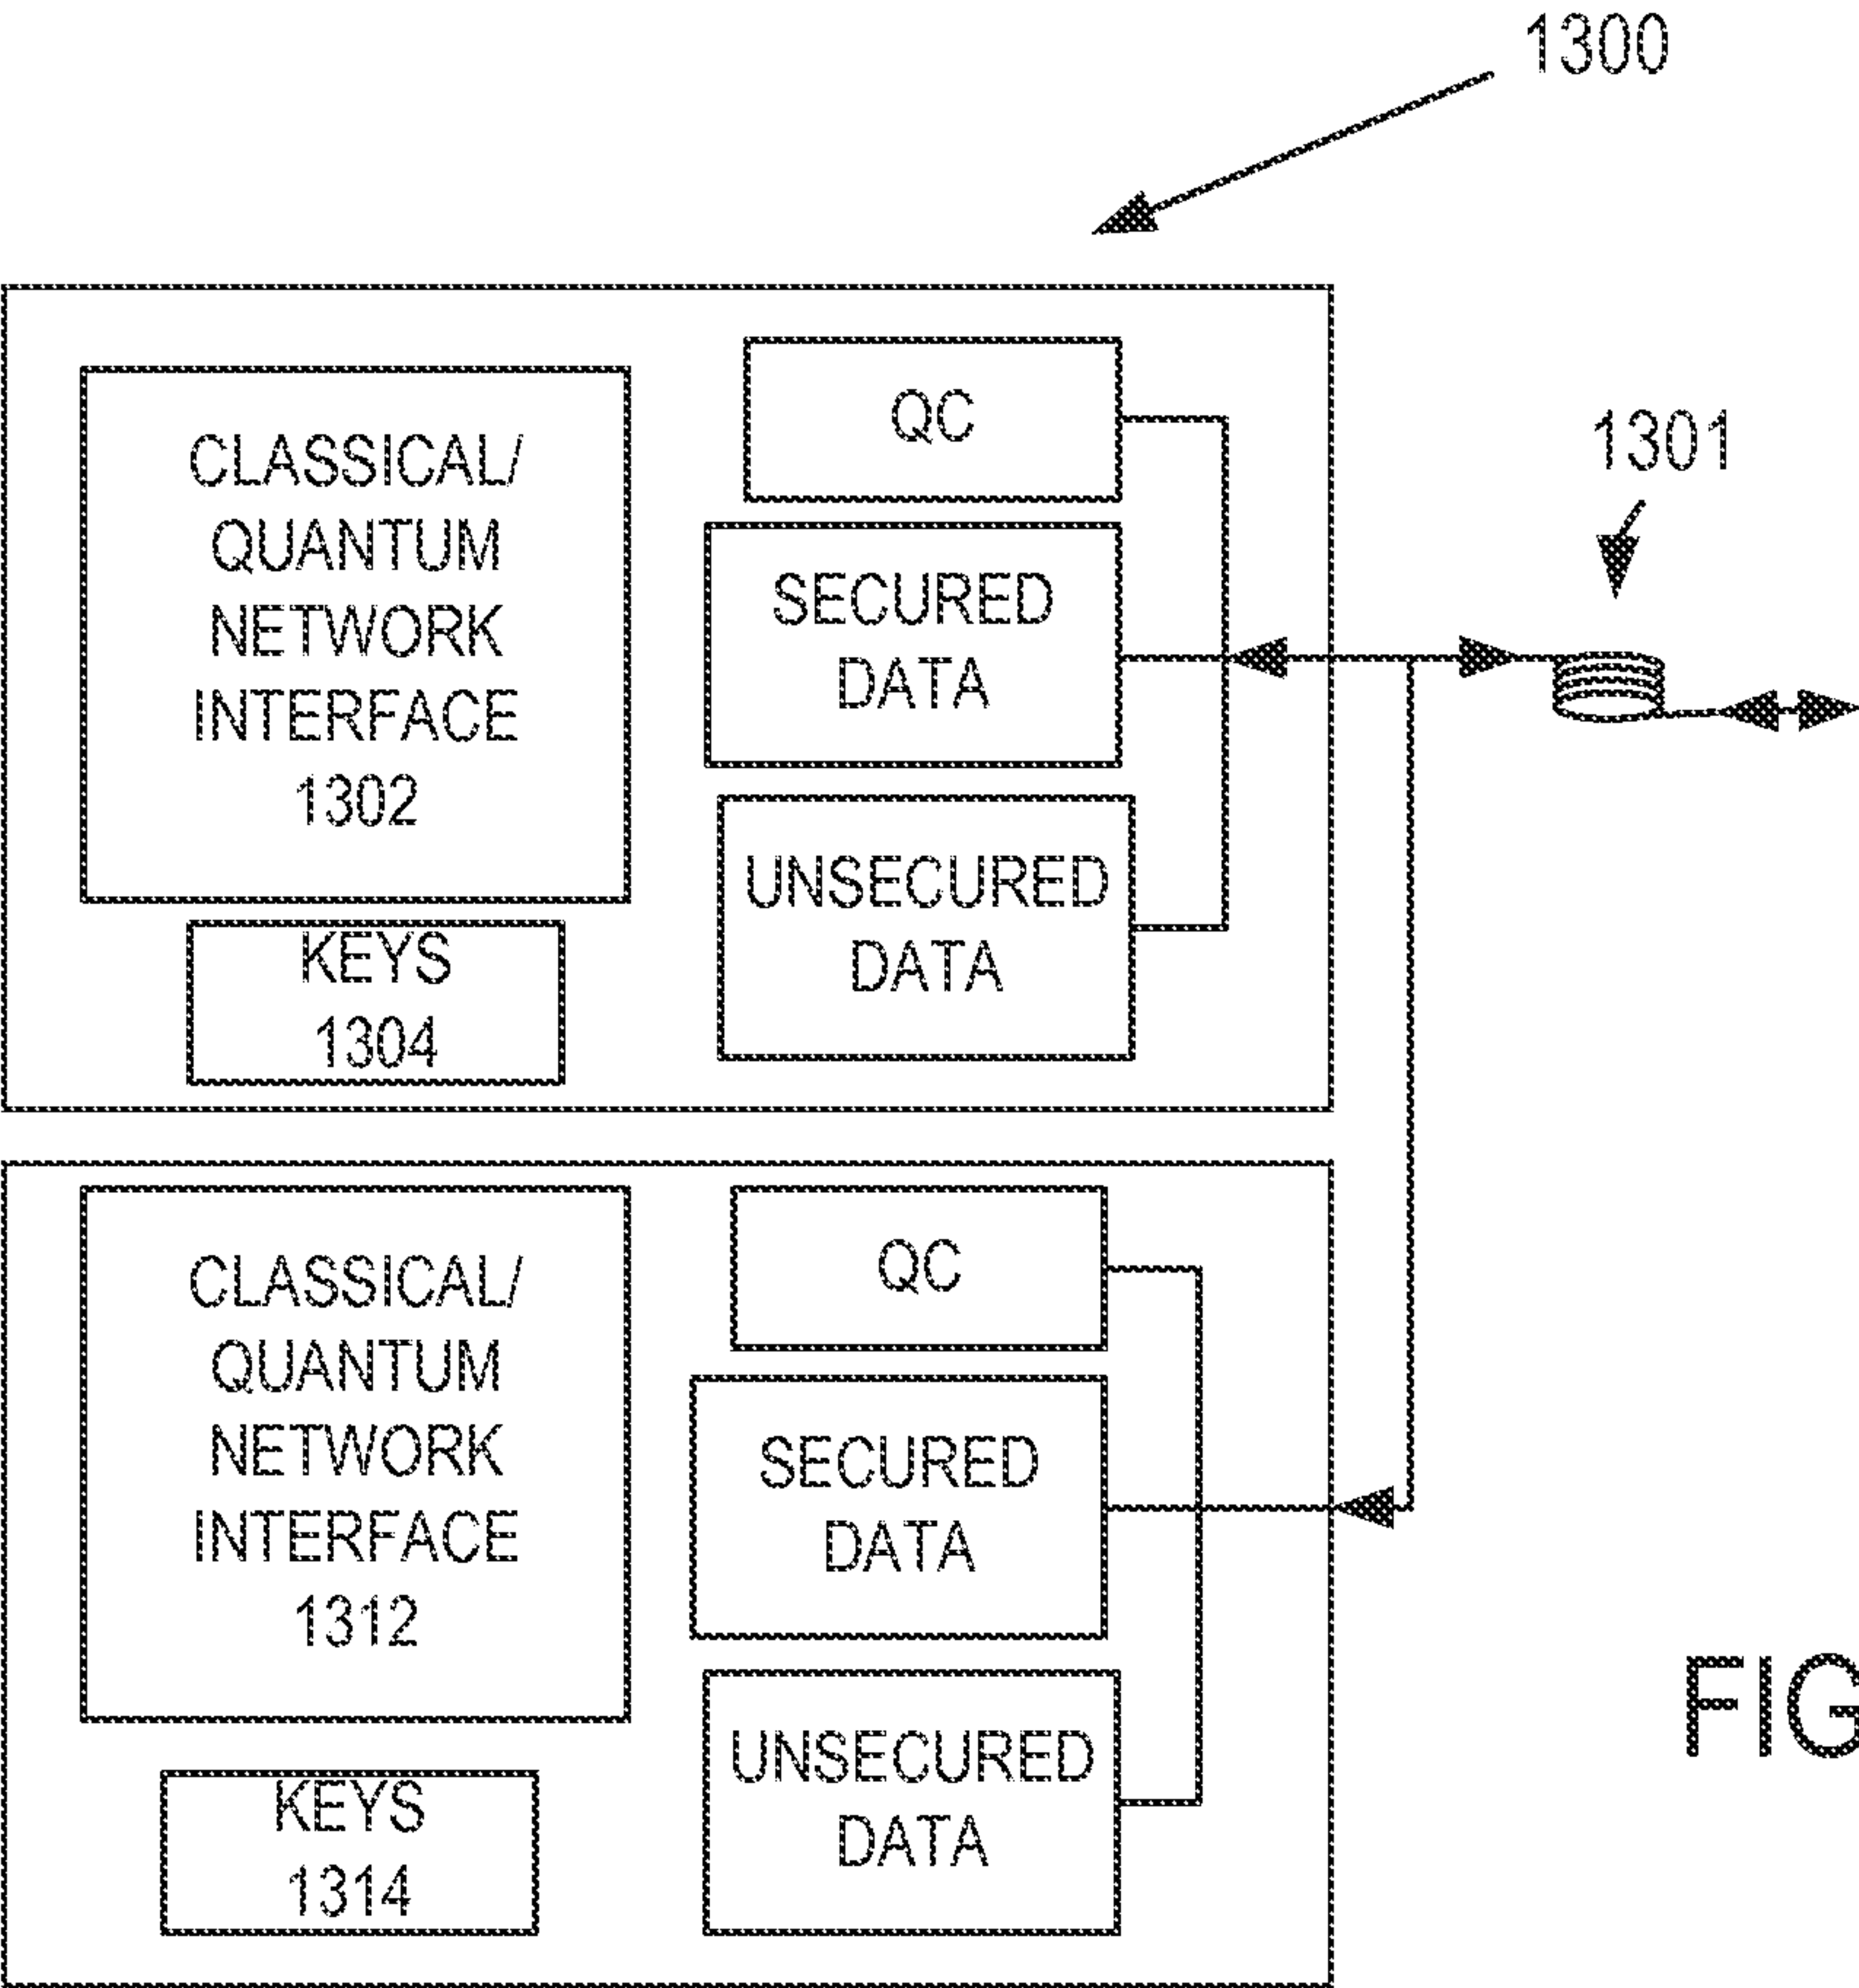 1300
1301
CLASSICAL/
QUANTUM
NETWORK
INTERFACE
1302
KEYS
1304
QC
SECURED
DATA
UNSECURED
DATA
CLASSICAL/
QUANTUM
NETWORK
INTERFACE
1312
KEYS
1314
QC
SECURED
DATA
UNSECURED
DATA
FIG